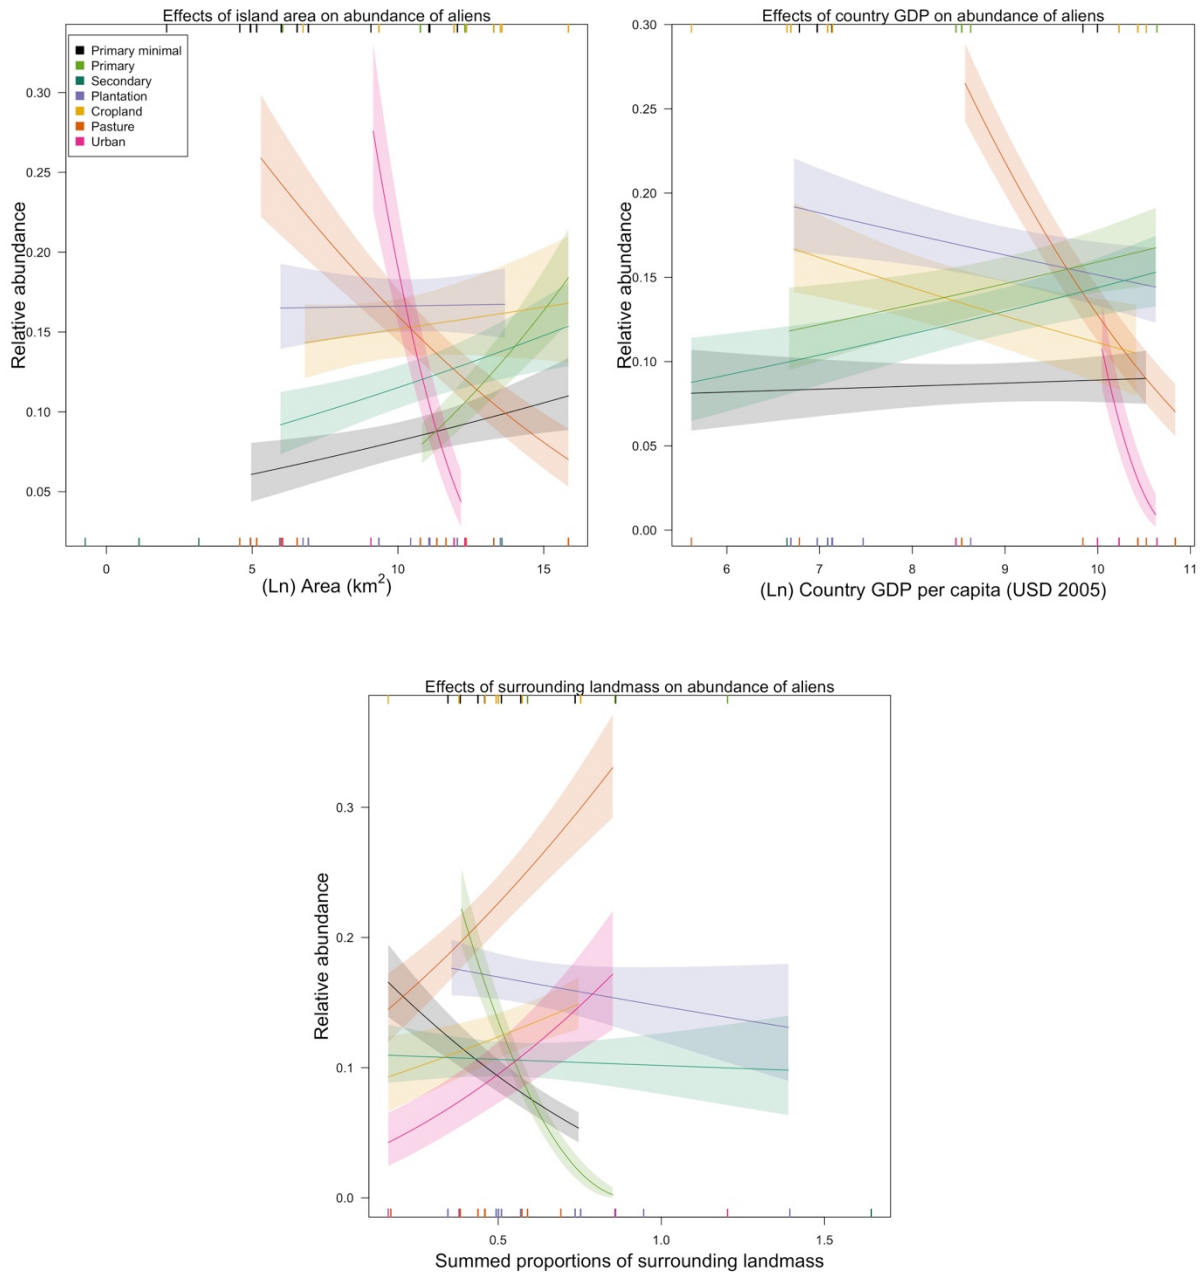 Effects of island area on abundance of aliens
Primary minimal
Primary
Secondary
Plantation
Cropland
Pasture
Urban
Relative abundance
0.30
0.25
0.20
0.15
0.10
0.05
0
5
10
15
(Ln) Area (km²)
Effects of country GDP on abundance of aliens
Relative abundance
0.30
0.25
0.20
0.15
0.10
0.05
0.00
6
7
8
9
10
11
(Ln) Country GDP per capita (USD 2005)
Effects of surrounding landmass on abundance of aliens
Relative abundance
0.3
0.2
0.1
0.0
0.5
1.0
1.5
Summed proportions of surrounding landmass